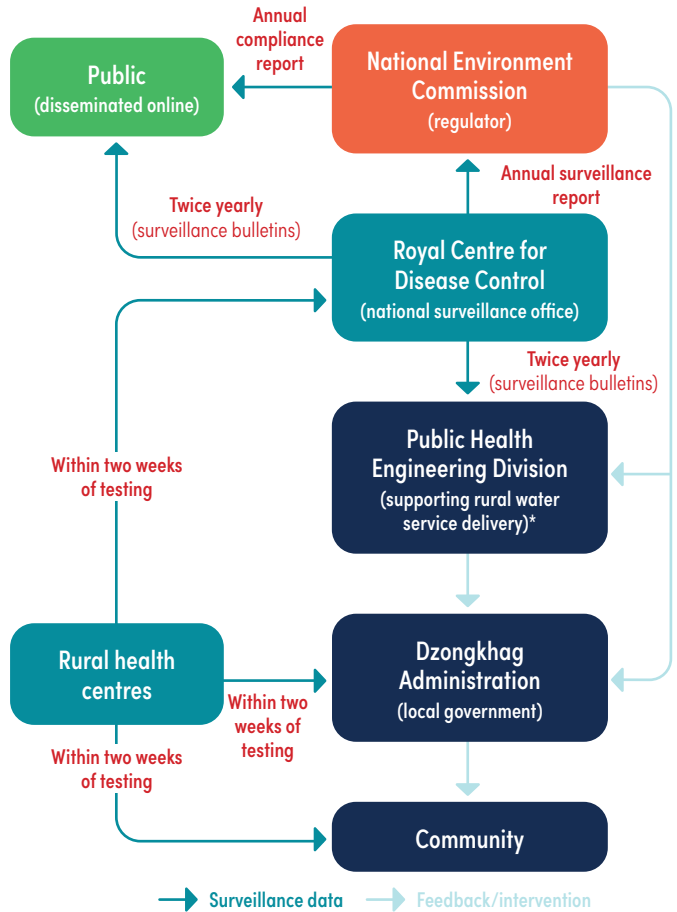 Annual
compliance
report
Public
(disseminated online)
National Environment
Commission
(regulator)
Annual surveillance
report
Twice yearly
(surveillance bulletins)
Royal Centre for
Disease Control
(national surveillance office)
Twice yearly
(surveillance bulletins)
Public Health
Engineering Division
(supporting rural water
service delivery)*
Within two weeks
of testing
Rural health
centres
Dzongkhag
Administration
(local government)
Within two
weeks of
testing
Within two weeks
of testing
Community
Surveillance data
Feedback/intervention